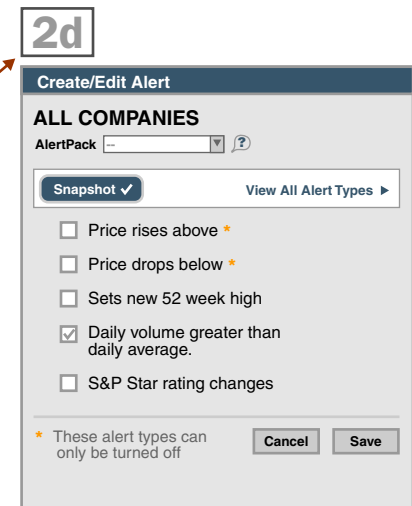 2d
Create/Edit Alert
ALL COMPANIES
AlertPack -- ?
Snapshot ✓ View All Alert Types ►
Price rises above *
Price drops below *
Sets new 52 week high
Daily volume greater than
daily average.
S&P Star rating changes
* These alert types can
only be turned off
Cancel Save